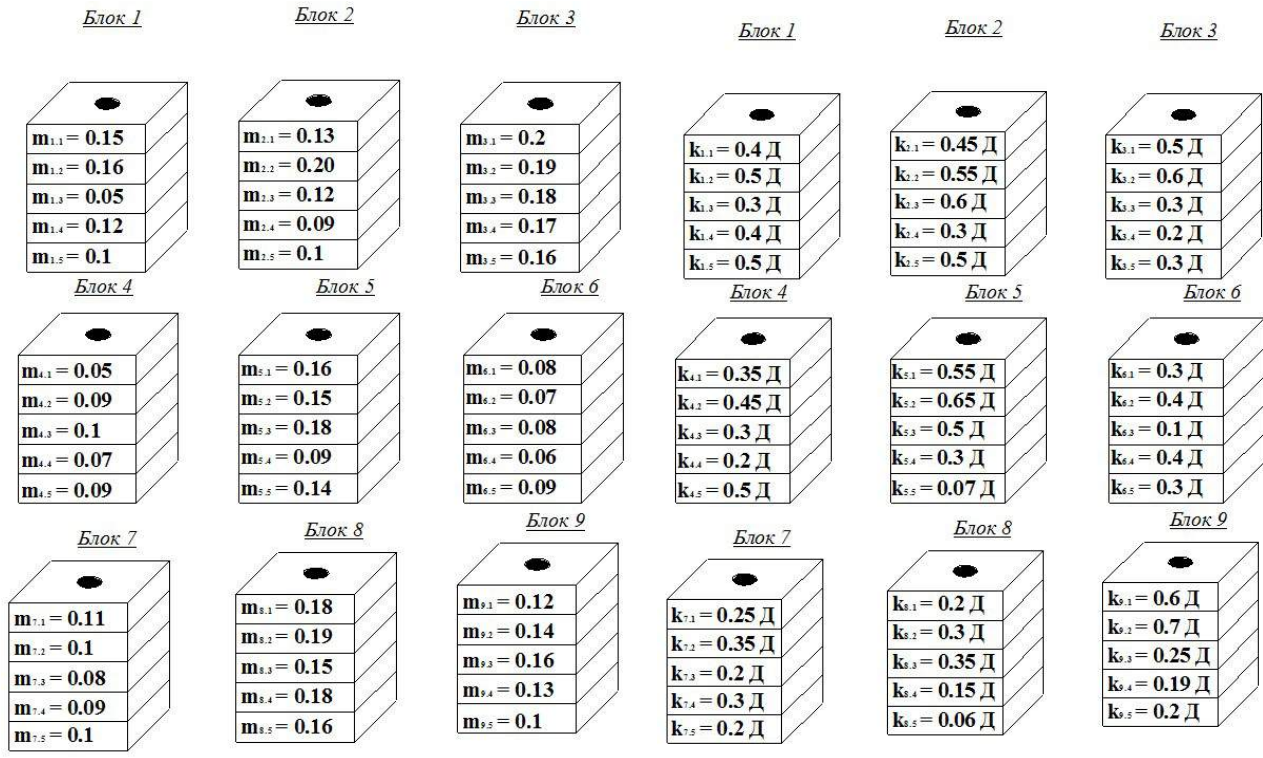 Блок 1
m1.1 = 0.15
m1.2 = 0.16
m1.3 = 0.05
m1.4 = 0.12
m1.5 = 0.1
Блок 2
m2.1 = 0.13
m2.2 = 0.20
m2.3 = 0.12
m2.4 = 0.09
m2.5 = 0.1
Блок 3
m3.1 = 0.2
m3.2 = 0.19
m3.3 = 0.18
m3.4 = 0.17
m3.5 = 0.16
Блок 1
k1.1 = 0.4 Д
k1.2 = 0.5 Д
k1.3 = 0.3 Д
k1.4 = 0.4 Д
k1.5 = 0.5 Д
Блок 2
k2.1 = 0.45 Д
k2.2 = 0.55 Д
k2.3 = 0.6 Д
k2.4 = 0.3 Д
k2.5 = 0.5 Д
Блок 3
k3.1 = 0.5 Д
k3.2 = 0.6 Д
k3.3 = 0.3 Д
k3.4 = 0.2 Д
k3.5 = 0.3 Д
Блок 4
m4.1 = 0.05
m4.2 = 0.09
m4.3 = 0.1
m4.4 = 0.07
m4.5 = 0.09
Блок 5
m5.1 = 0.16
m5.2 = 0.15
m5.3 = 0.18
m5.4 = 0.09
m5.5 = 0.14
Блок 6
m6.1 = 0.08
m6.2 = 0.07
m6.3 = 0.08
m6.4 = 0.06
m6.5 = 0.09
Блок 4
k4.1 = 0.35 Д
k4.2 = 0.45 Д
k4.3 = 0.3 Д
k4.4 = 0.2 Д
k4.5 = 0.5 Д
Блок 5
k5.1 = 0.55 Д
k5.2 = 0.65 Д
k5.3 = 0.5 Д
k5.4 = 0.3 Д
k5.5 = 0.07 Д
Блок 6
k6.1 = 0.3 Д
k6.2 = 0.4 Д
k6.3 = 0.1 Д
k6.4 = 0.4 Д
k6.5 = 0.3 Д
Блок 7
m7.1 = 0.11
m7.2 = 0.1
m7.3 = 0.08
m7.4 = 0.09
m7.5 = 0.1
Блок 8
m8.1 = 0.18
m8.2 = 0.19
m8.3 = 0.15
m8.4 = 0.18
m8.5 = 0.16
Блок 9
m9.1 = 0.12
m9.2 = 0.14
m9.3 = 0.16
m9.4 = 0.13
m9.5 = 0.1
Блок 7
k7.1 = 0.25 Д
k7.2 = 0.35 Д
k7.3 = 0.2 Д
k7.4 = 0.3 Д
k7.5 = 0.2 Д
Блок 8
k8.1 = 0.2 Д
k8.2 = 0.3 Д
k8.3 = 0.35 Д
k8.4 = 0.15 Д
k8.5 = 0.06 Д
Блок 9
k9.1 = 0.6 Д
k9.2 = 0.7 Д
k9.3 = 0.25 Д
k9.4 = 0.19 Д
k9.5 = 0.2 Д